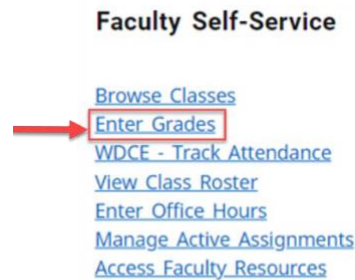 Faculty Self-Service
Browse Classes
Enter Grades
WDCE - Track Attendance
View Class Roster
Enter Office Hours
Manage Active Assignments
Access Faculty Resources